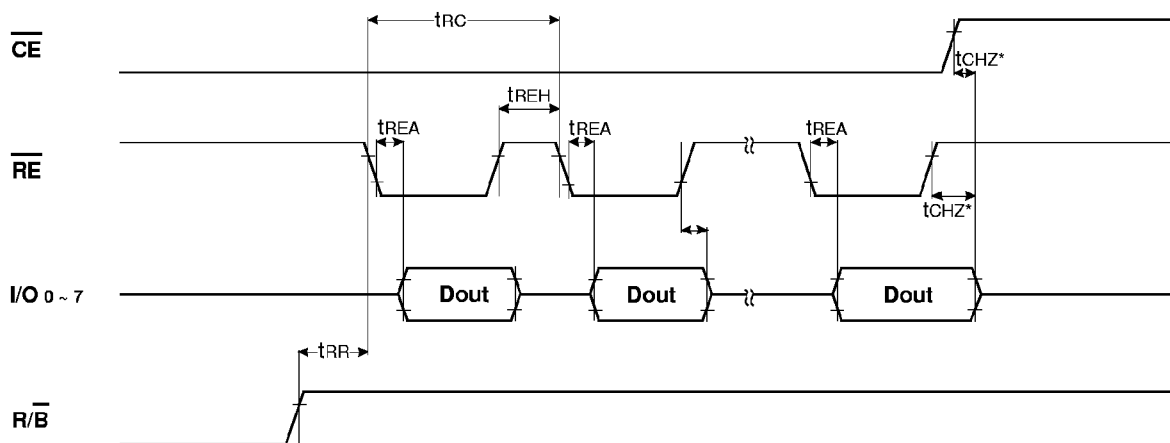 tRC
CE
tCHZ*
tREH
tREA
tREA
tREA
RE
tCHZ*
I/O 0 ~ 7
Dout
Dout
Dout
tRR
R/B